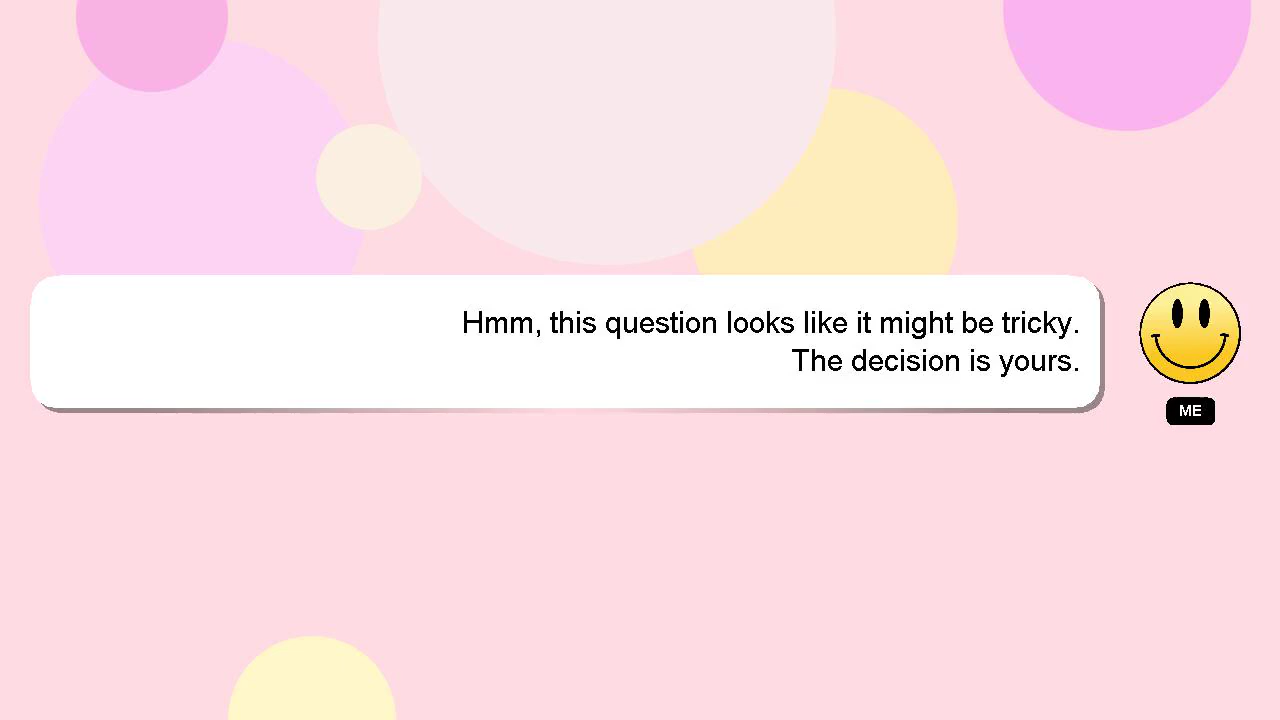 Hmm, this question looks like it might be tricky.
The decision is yours.
ME